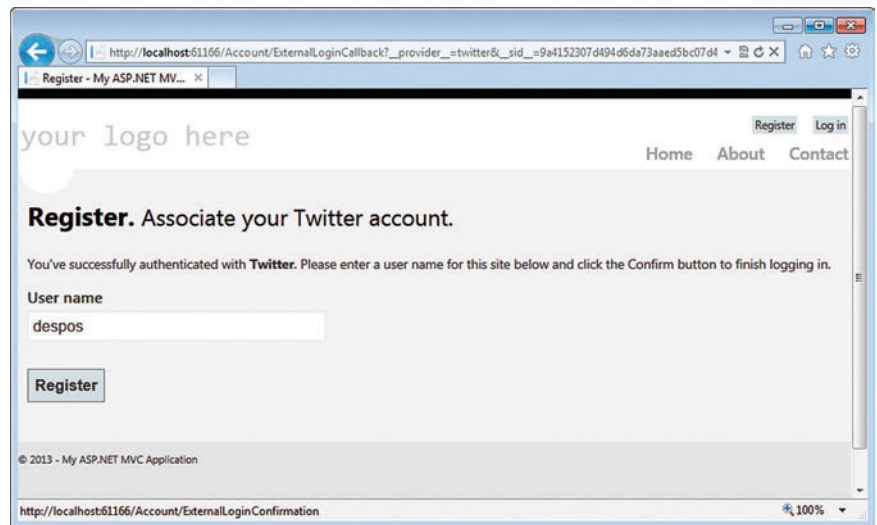 http://localhost:61166/Account/ExternalLoginCallback?__provider__=twitter&__sid__=9a4152307d494d6da73aaed5bc07d4
Register - My ASP.NET MV...
your logo here
Register Log in
Home About Contact
Register. Associate your Twitter account.
You've successfully authenticated with Twitter. Please enter a user name for this site below and click the Confirm button to finish logging in.
User name
despos
Register
© 2013 - My ASP.NET MVC Application
http://localhost:61166/Account/ExternalLoginConfirmation
100%